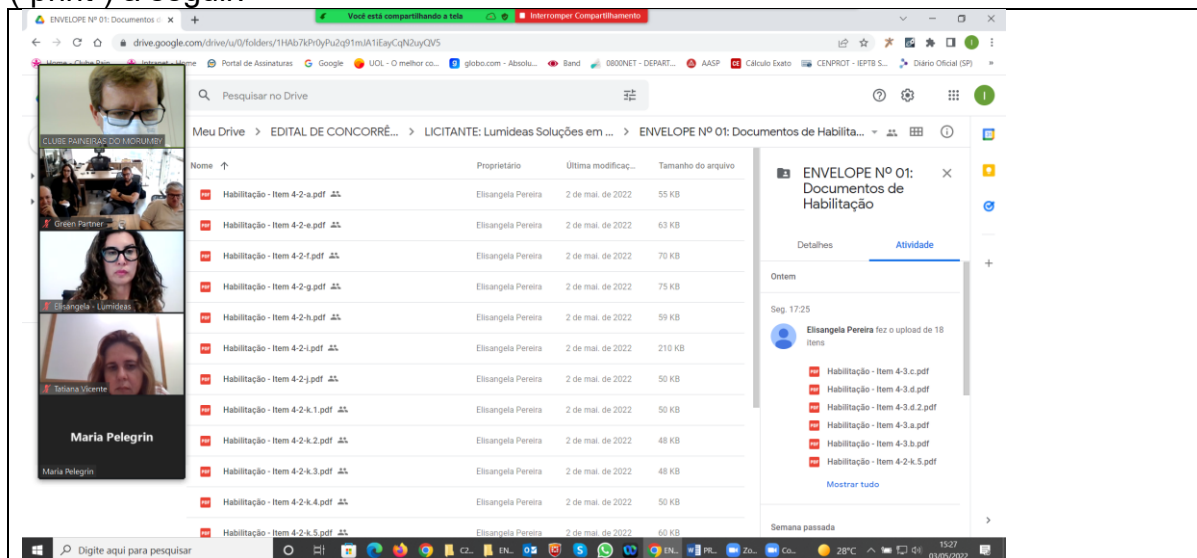 ("print") a seguir:
ENVELOPE Nº 01: Documentos d
Você está compartilhando a tela
Interromper Compartilhamento
drive.google.com/drive/u/0/folders/1HAb7kPr0yPu2q91mJA1iEayCqN2uyQV5
Home - Clube Pain...
Intranet - Home
Portal de Assinaturas
Google
UOL - O melhor co...
globo.com - Absolu...
Band
0800NET - DEPART...
AASP
Cálculo Exato
CENPROT - IEPTB S...
Diário Oficial (SP)
Pesquisar no Drive
Meu Drive > EDITAL DE CONCORRÊ... > LICITANTE: Lumideas Soluções em ... > ENVELOPE Nº 01: Documentos de Habilita...
Nome Proprietário Última modificaç... Tamanho do arquivo
Habilitação - Item 4-2-a.pdf Elisangela Pereira 2 de mai. de 2022 55 KB
Habilitação - Item 4-2-e.pdf Elisangela Pereira 2 de mai. de 2022 63 KB
Habilitação - Item 4-2-f.pdf Elisangela Pereira 2 de mai. de 2022 70 KB
Habilitação - Item 4-2-g.pdf Elisangela Pereira 2 de mai. de 2022 75 KB
Habilitação - Item 4-2-h.pdf Elisangela Pereira 2 de mai. de 2022 59 KB
Habilitação - Item 4-2-i.pdf Elisangela Pereira 2 de mai. de 2022 210 KB
Habilitação - Item 4-2-j.pdf Elisangela Pereira 2 de mai. de 2022 50 KB
Habilitação - Item 4-2-k.1.pdf Elisangela Pereira 2 de mai. de 2022 50 KB
Habilitação - Item 4-2-k.2.pdf Elisangela Pereira 2 de mai. de 2022 48 KB
Habilitação - Item 4-2-k.3.pdf Elisangela Pereira 2 de mai. de 2022 48 KB
Habilitação - Item 4-2-k.4.pdf Elisangela Pereira 2 de mai. de 2022 50 KB
Habilitação - Item 4-2-k.5.pdf Elisangela Pereira 2 de mai. de 2022 60 KB
CLUBE PAINEIRAS DO MORUMBY
Green Partner
Elisangela - Lumideas
Tatiana Vicente
Maria Pelegrin
Maria Pelegrin
ENVELOPE Nº 01:
Documentos de
Habilitação
Detalhes Atividade
Ontem
Seg. 17:25
Elisangela Pereira fez o upload de 18
itens
Habilitação - Item 4-3.c.pdf
Habilitação - Item 4-3.d.pdf
Habilitação - Item 4-3.d.2.pdf
Habilitação - Item 4-3.a.pdf
Habilitação - Item 4-3.b.pdf
Habilitação - Item 4-2-k.5.pdf
Mostrar tudo
Semana passada
Digite aqui para pesquisar
C2...
EN...
EN...
PR...
Zo...
Co...
28°C
15:27
03/05/2022